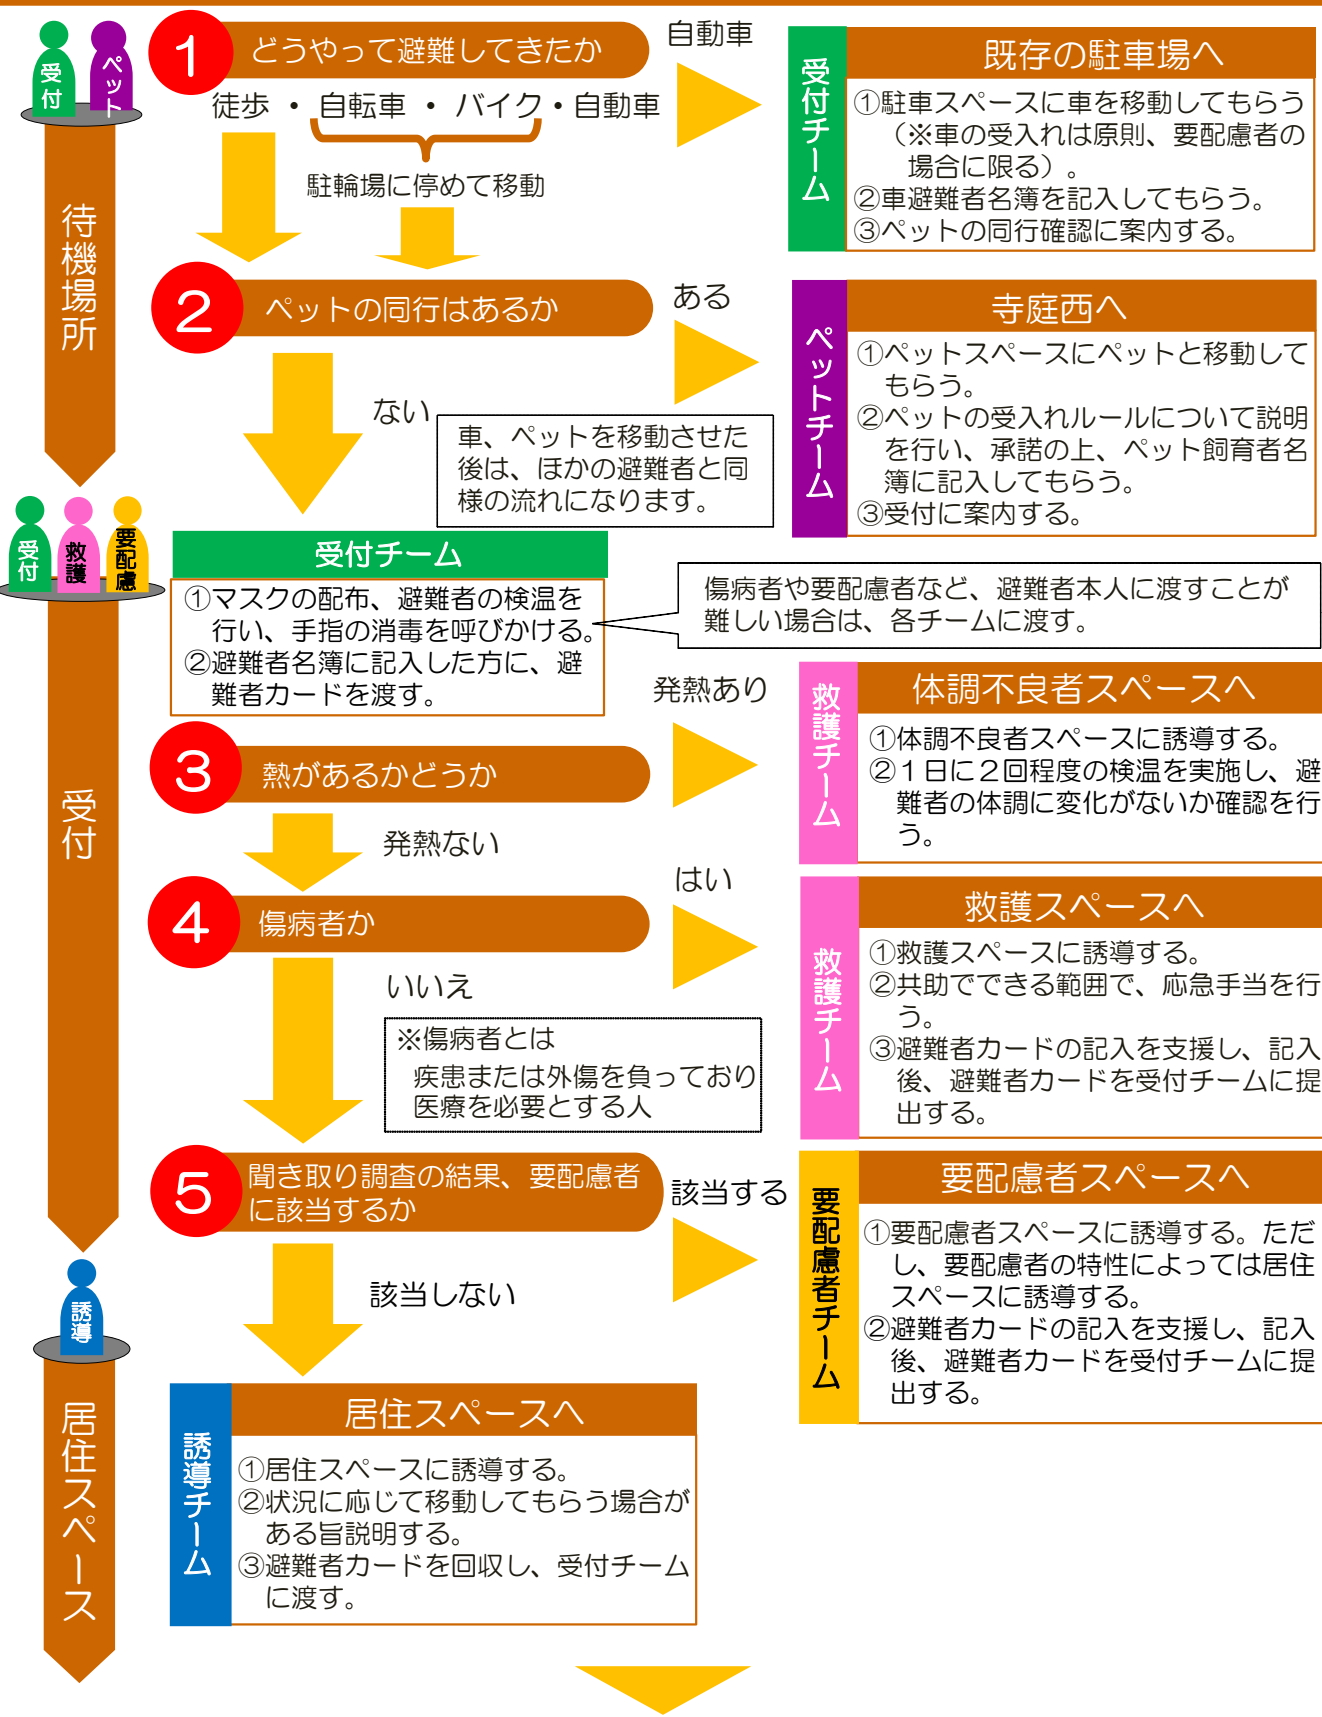 受付
ペット
待機場所
1
どうやって避難してきたか
自動車
徒歩 ・ 自転車 ・ バイク・自動車
駐輪場に停めて移動
受付チーム
既存の駐車場へ
①駐車スペースに車を移動してもらう
（※車の受入れは原則、要配慮者の
場合に限る）。
②車避難者名簿を記入してもらう。
③ペットの同行確認に案内する。
2
ペットの同行はあるか
ある
ない
車、ペットを移動させた
後は、ほかの避難者と同
様の流れになります。
ペットチーム
寺庭西へ
①ペットスペースにペットと移動して
もらう。
②ペットの受入れルールについて説明
を行い、承諾の上、ペット飼育者名
簿に記入してもらう。
③受付に案内する。
受付
救護
要配慮
受付
受付チーム
①マスクの配布、避難者の検温を
行い、手指の消毒を呼びかける。
②避難者名簿に記入した方に、避
難者カードを渡す。
傷病者や要配慮者など、避難者本人に渡すことが
難しい場合は、各チームに渡す。
3
熱があるかどうか
発熱あり
発熱ない
救護チーム
体調不良者スペースへ
①体調不良者スペースに誘導する。
②１日に２回程度の検温を実施し、避
難者の体調に変化がないか確認を行
う。
4
傷病者か
はい
いいえ
※傷病者とは
疾患または外傷を負っており
医療を必要とする人
救護チーム
救護スペースへ
①救護スペースに誘導する。
②共助でできる範囲で、応急手当を行
う。
③避難者カードの記入を支援し、記入
後、避難者カードを受付チームに提
出する。
5
聞き取り調査の結果、要配慮者
に該当するか
該当する
該当しない
要配慮者チーム
要配慮者スペースへ
①要配慮者スペースに誘導する。ただ
し、要配慮者の特性によっては居住
スペースに誘導する。
②避難者カードの記入を支援し、記入
後、避難者カードを受付チームに提
出する。
誘導
居住スペース
誘導チーム
居住スペースへ
①居住スペースに誘導する。
②状況に応じて移動してもらう場合が
ある旨説明する。
③避難者カードを回収し、受付チーム
に渡す。